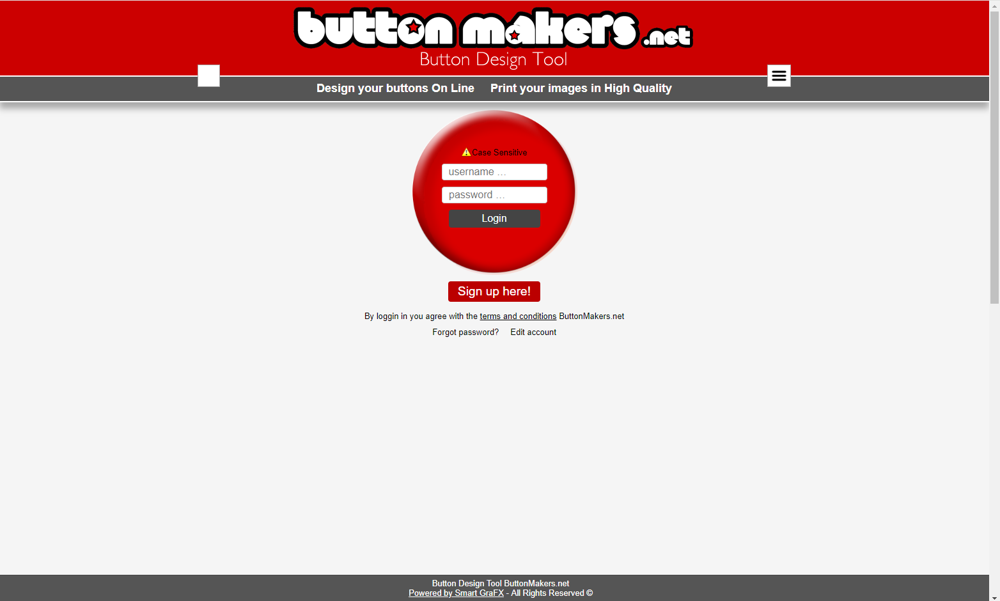 button makers.net
Button Design Tool
Design your buttons On Line Print your images in High Quality
Case Sensitive
username ...
password ...
Login
Sign up here!
By loggin in you agree with the terms and conditions ButtonMakers.net
Forgot password? Edit account
Button Design Tool ButtonMakers.net
Powered by Smart GraFX - All Rights Reserved ©